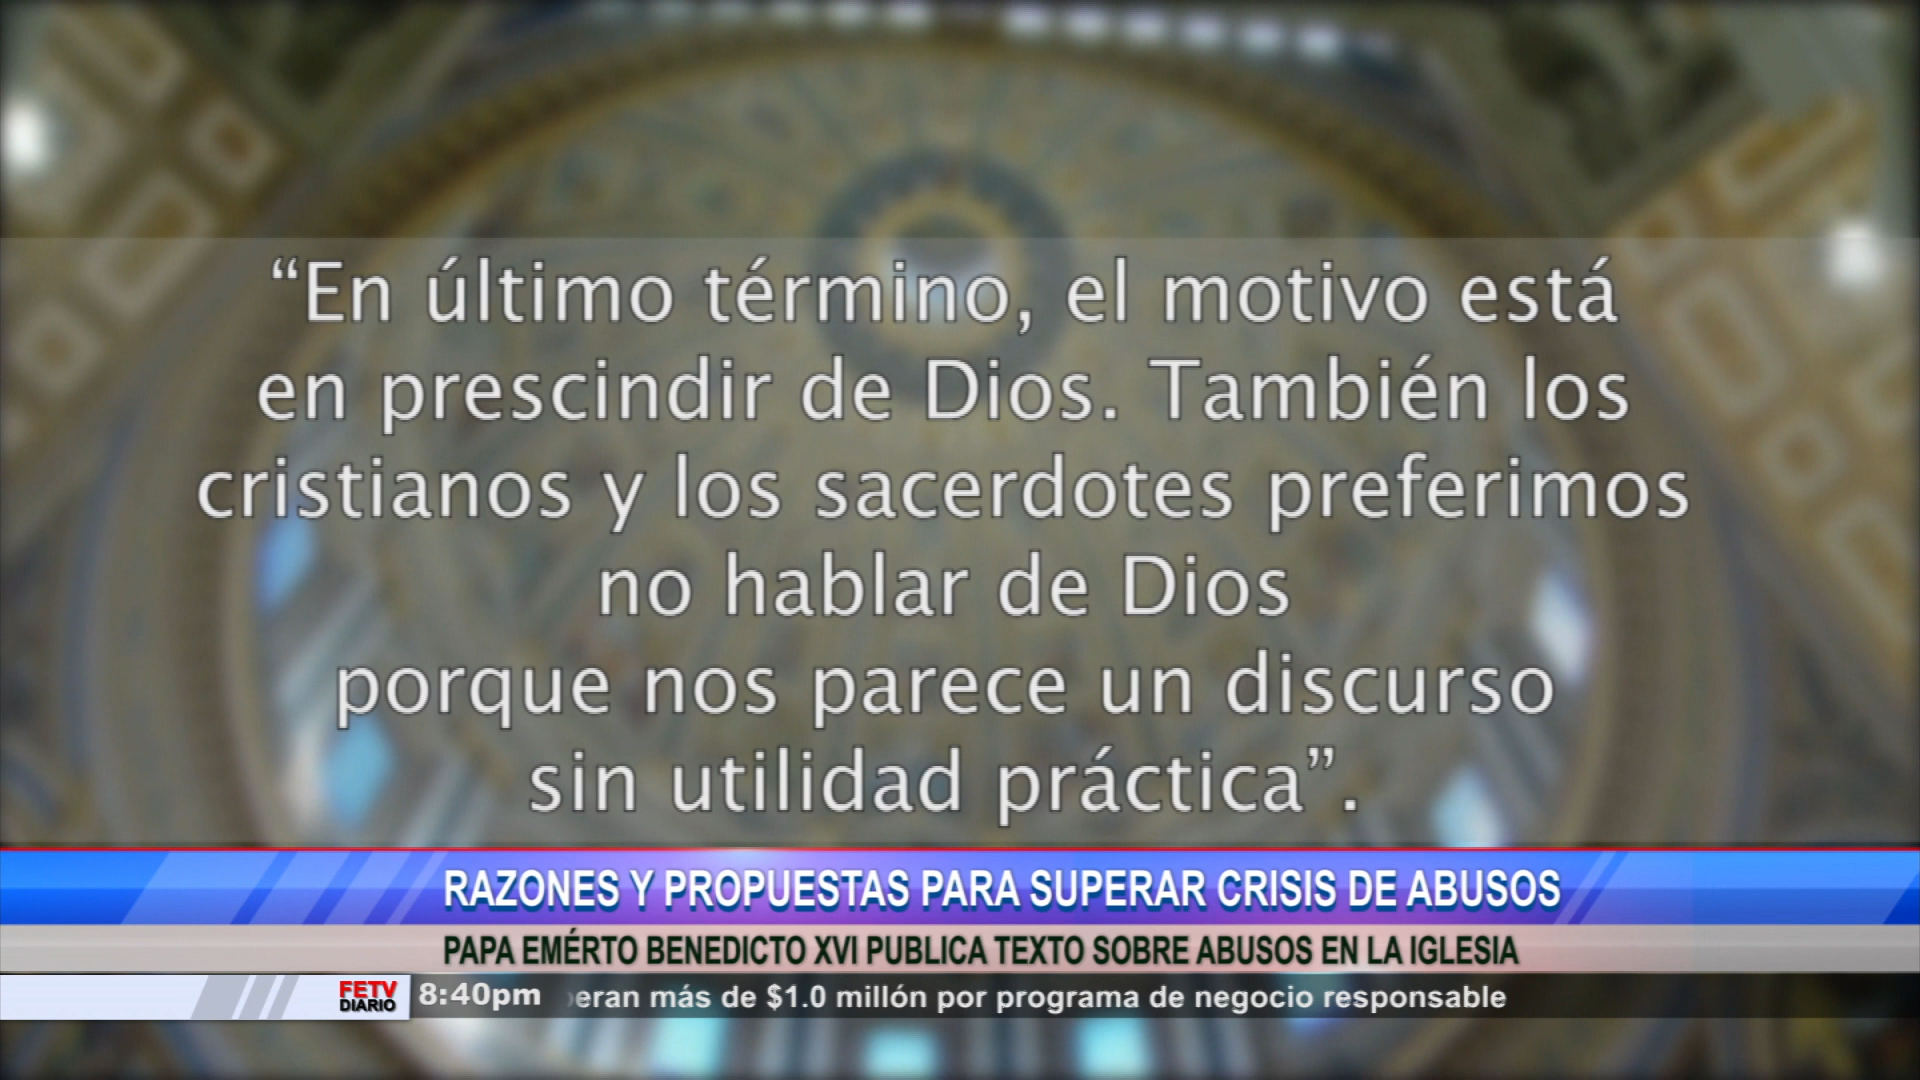 “En último término, el motivo está
en prescindir de Dios. También los
cristianos y los sacerdotes preferimos
no hablar de Dios
porque nos parece un discurso
sin utilidad práctica”.
RAZONES Y PROPUESTAS PARA SUPERAR CRISIS DE ABUSOS
PAPA EMÉRTO BENEDICTO XVI PUBLICA TEXTO SOBRE ABUSOS EN LA IGLESIA
FETV
DIARIO
8:40pm eran más de $1.0 millón por programa de negocio responsable